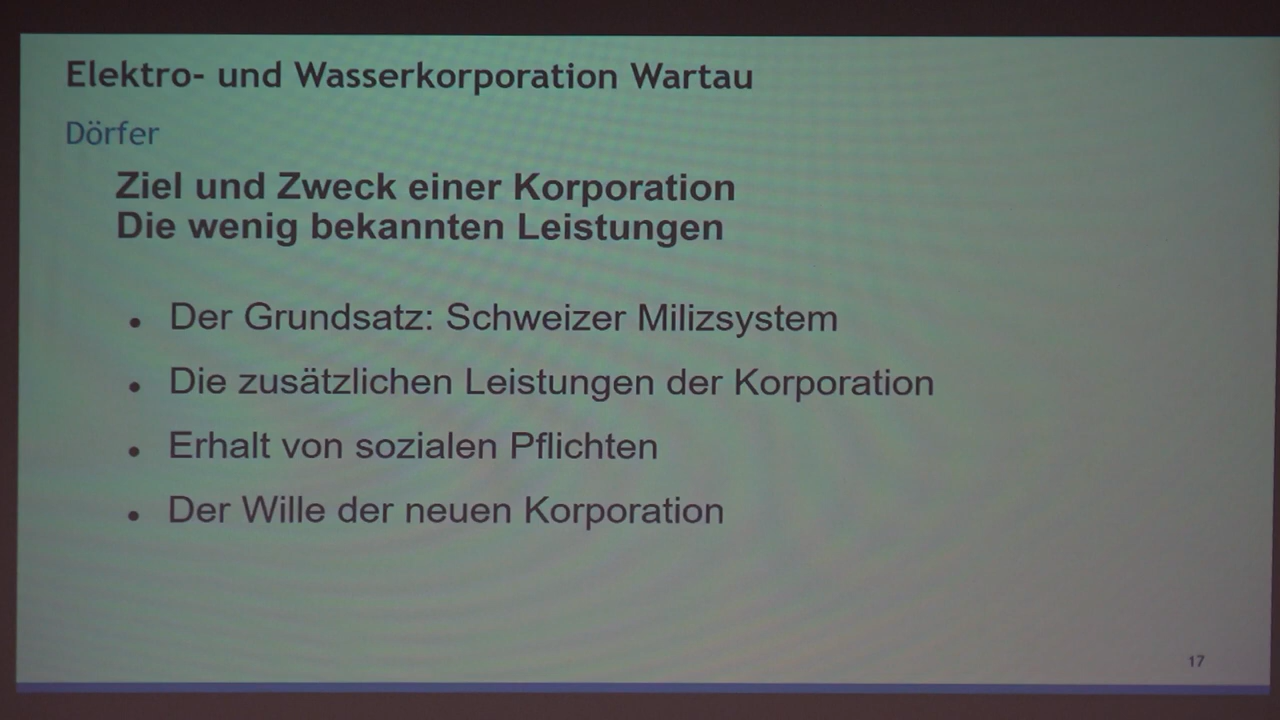 Elektro- und Wasserkorporation Wartau
Dörfer
Ziel und Zweck einer Korporation
Die wenig bekannten Leistungen
• Der Grundsatz: Schweizer Milizsystem
• Die zusätzlichen Leistungen der Korporation
• Erhalt von sozialen Pflichten
• Der Wille der neuen Korporation
17